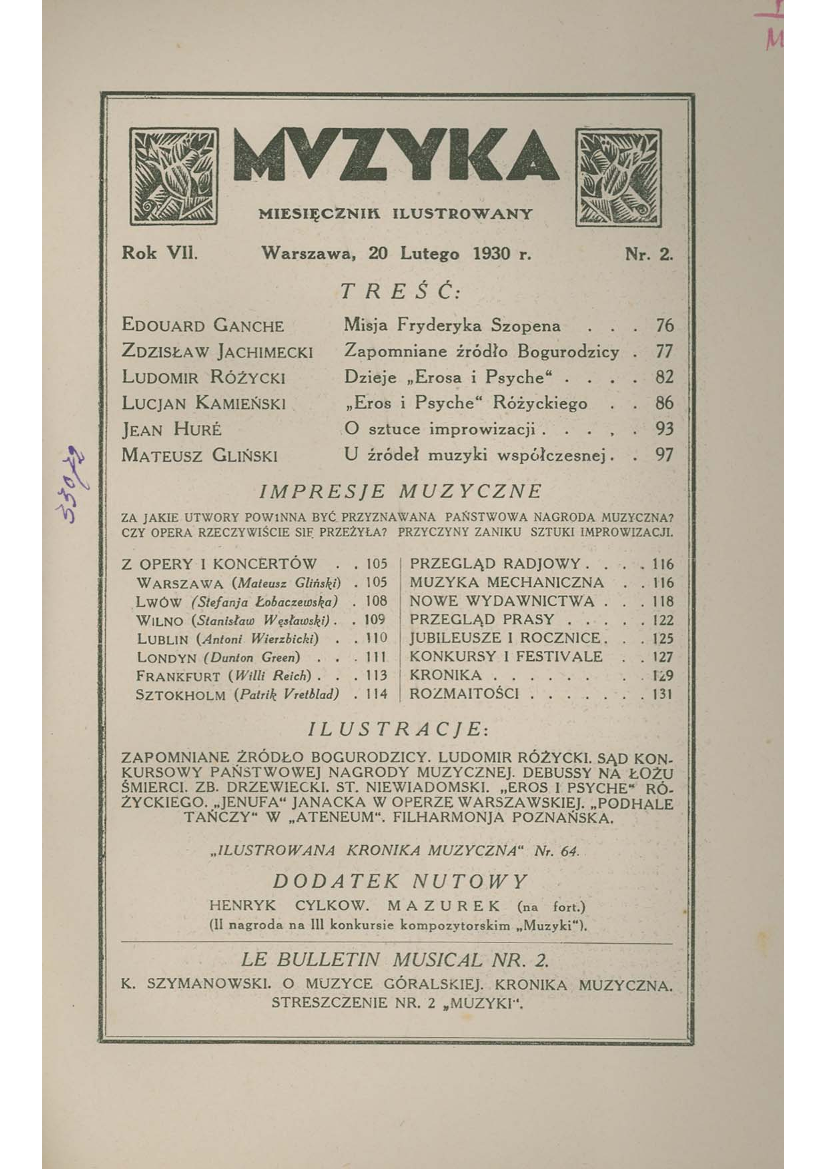 MVZYKA
MIESIĘCZNIK ILUSTROWANY
Rok VII. Warszawa, 20 Lutego 1930 r. Nr. 2.
TREŚĆ:
EDOUARD GANCHE Misja Fryderyka Szopena . . . 76
ZDZISŁAW JACHIMECKI Zapomniane źródło Bogurodzicy . 77
LUDOMIR RÓŻYCKI Dzieje „Erosa i Psyche“ . . . . 82
LUCJAN KAMIEŃSKI „Eros i Psyche“ Różyckiego . . 86
JEAN HURÉ O sztuce improwizacji . . . , . 93
MATEUSZ GLIŃSKI U źródeł muzyki współczesnej . . 97
IMPRESJE MUZYCZNE
ZA JAKIE UTWORY POW1NNA BYĆ PRZYZNAWANA PAŃSTWOWA NAGRODA MUZYCZNA?
CZY OPERA RZECZYWIŚCIE SIĘ PRZEŻYŁA? PRZYCZYNY ZANIKU SZTUKI IMPROWIZACJI.
Z OPERY I KONCERTÓW . . 105
WARSZAWA (Mateusz Gliński) . 105
LWÓW (Stefanja Łobaczewska) . 108
WILNO (Stanisław Węsławski) . . 109
LUBLIN (Antoni Wierzbicki) . . 110
LONDYN (Dunton Green) . . . 111
FRANKFURT (Willi Reich) . . . 113
SZTOKHOLM (Patrik Vretblad) . 114
PRZEGLĄD RADJOWY . . . . 116
MUZYKA MECHANICZNA . . 116
NOWE WYDAWNICTWA . . . 118
PRZEGLĄD PRASY . . . . . 122
JUBILEUSZE I ROCZNICE . . . 125
KONKURSY I FESTIVALE . . 127
KRONIKA . . . . . . . . 129
ROZMAITOŚCI . . . . . . . 131
ILUSTRACJE:
ZAPOMNIANE ŹRÓDŁO BOGURODZICY. LUDOMIR RÓŻYCKI. SĄD KON-
KURSOWY PAŃSTWOWEJ NAGRODY MUZYCZNEJ. DEBUSSY NA ŁOŻU
ŚMIERCI. ZB. DRZEWIECKI. ST. NIEWIADOMSKI. „EROS I PSYCHE“ RÓ-
ŻYCKIEGO. „JENUFA“ JANACKA W OPERZE WARSZAWSKIEJ. „PODHALE
TAŃCZY“ W „ATENEUM“. FILHARMONJA POZNAŃSKA.
„ILUSTROWANA KRONIKA MUZYCZNA“ Nr. 64.
DODATEK NUTOWY
HENRYK CYLKOW. MAZUREK (na fort.)
(II nagroda na III konkursie kompozytorskim „Muzyki“).
LE BULLETIN MUSICAL NR. 2.
K. SZYMANOWSKI. O MUZYCE GÓRALSKIEJ. KRONIKA MUZYCZNA.
STRESZCZENIE NR. 2 „MUZYKI“.